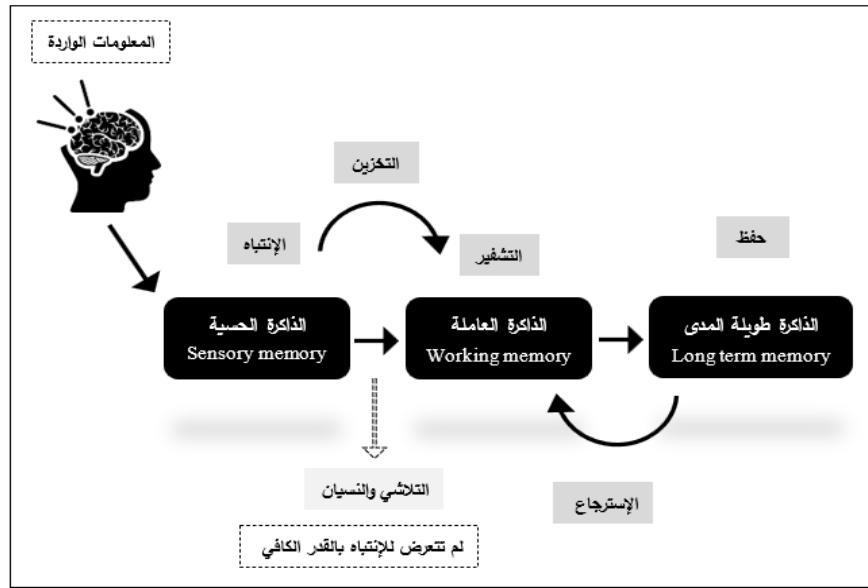 المعلومات الواردة
التخزين
الإنتباه
التشفير
حفظ
الذاكرة الحسية
Sensory memory
الذاكرة العاملة
Working memory
الذاكرة طويلة المدى
Long term memory
التلاشي والنسيان
الإسترجاع
لم تتعرض للإنتباه بالقدر الكافي